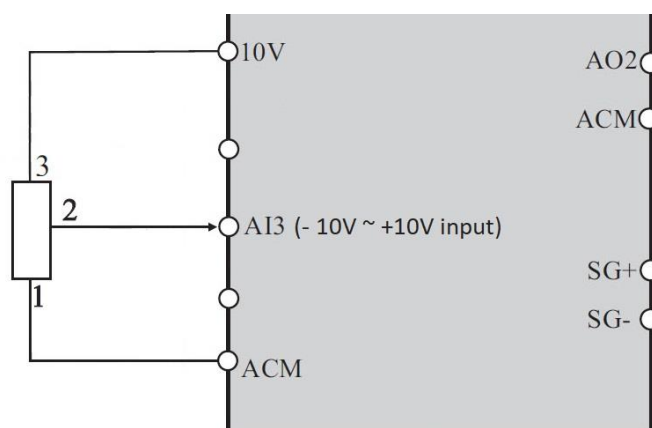 10V
AO2
ACM
3
2
AI3 (- 10V ~ +10V input)
1
SG+
SG-
ACM